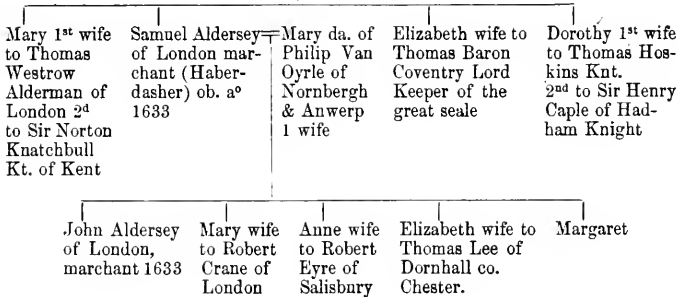 Mary 1st wife
to Thomas
Westrow
Alderman of
London 2d
to Sir Norton
Knatchbull
Kt. of Kent
Samuel Aldersey
of London mar-
chant (Haber-
dasher) ob. ao
1633
Mary da. of
Philip Van
Oyrle of
Nornbergh
& Anwerp
1 wife
Elizabeth wife to
Thomas Baron
Coventry Lord
Keeper of the
great seale
Dorothy 1st wife
to Thomas Hos-
kins Knt.
2nd to Sir Henry
Caple of Had-
ham Knight
John Aldersey
of London,
marchant 1633
Mary wife
to Robert
Crane of
London
Anne wife
to Robert
Eyre of
Salisbury
Elizabeth wife to
Thomas Lee of
Dornhall co.
Chester.
Margaret